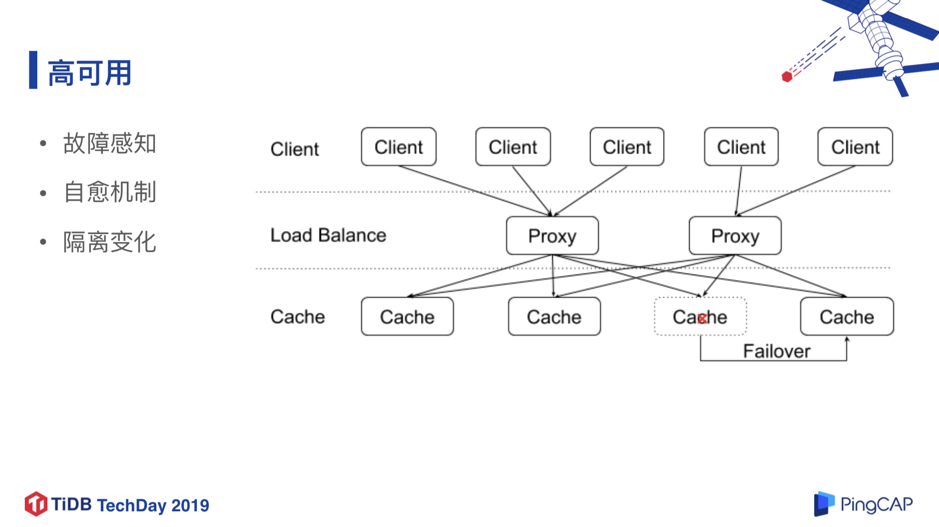 高可用
• 故障感知
• 自愈机制
• 隔离变化
Client Client Client Client Client Client
Load Balance Proxy Proxy
Cache Cache Cache Cache Cache
Failover
TiDB TechDay 2019
PingCAP